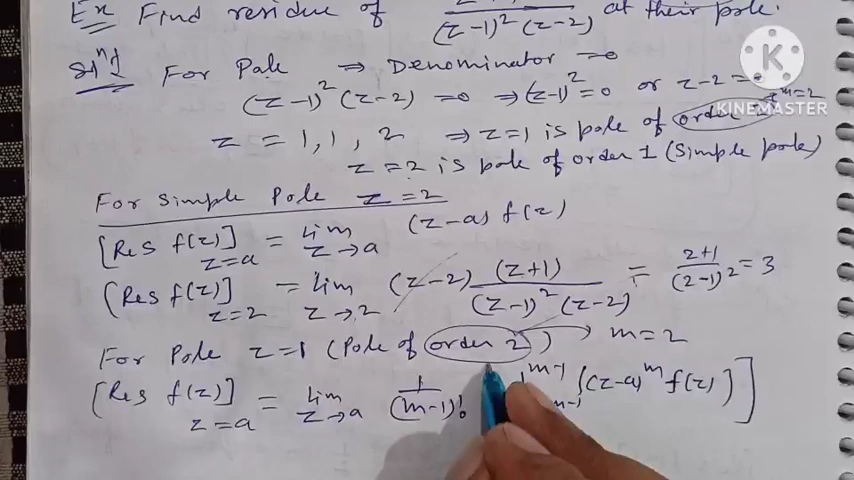 Ex Find residue of z+1 / (z-1)² (z-2) at their pole.
Solⁿ For Pole ⇒ Denominator =0
(z-1)² (z-2) =0 ⇒ (z-1)² =0 or z-2=0
z = 1, 1, 2 ⇒ z=1 is pole of order 2 → m=2
z=2 is pole of order 1 (Simple pole)
For simple Pole z=2
[Res f(z)] z=a = lim z→a (z-a) f(z)
(Res f(z)] z=2 = lim z→2 (z-2) (z+1) / (z-1)² (z-2) = 2+1 / (2-1)² = 3
For Pole z=1 (Pole of order 2) → m=2
[Res f(z)] z=a = lim z→a 1 / (m-1)! m-1 [(z-a)^m f(z)]]
KINEMASTER